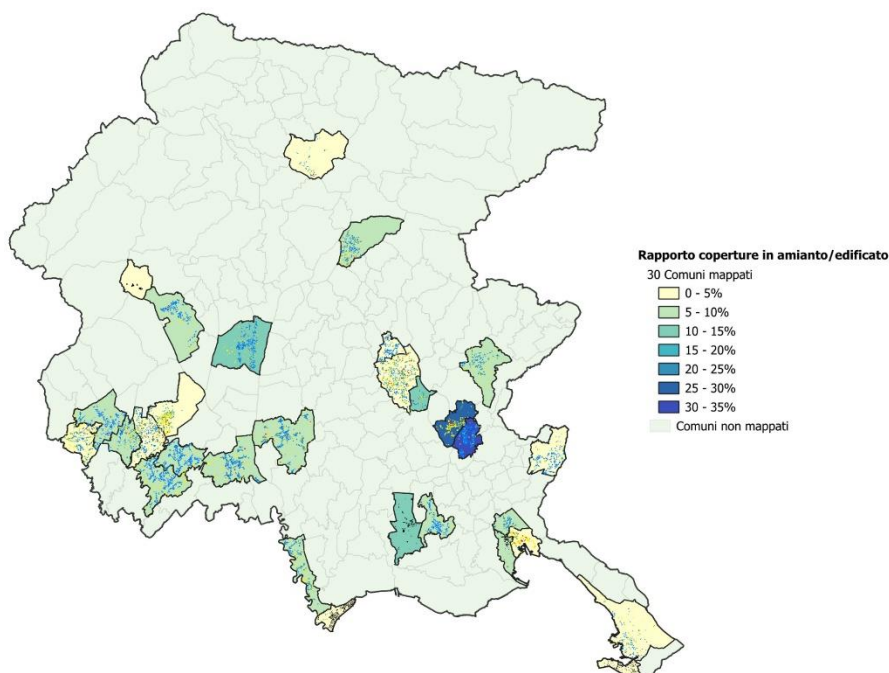 Rapporto coperture in amianto/edificato
30 Comuni mappati
0 - 5%
5 - 10%
10 - 15%
15 - 20%
20 - 25%
25 - 30%
30 - 35%
Comuni non mappati